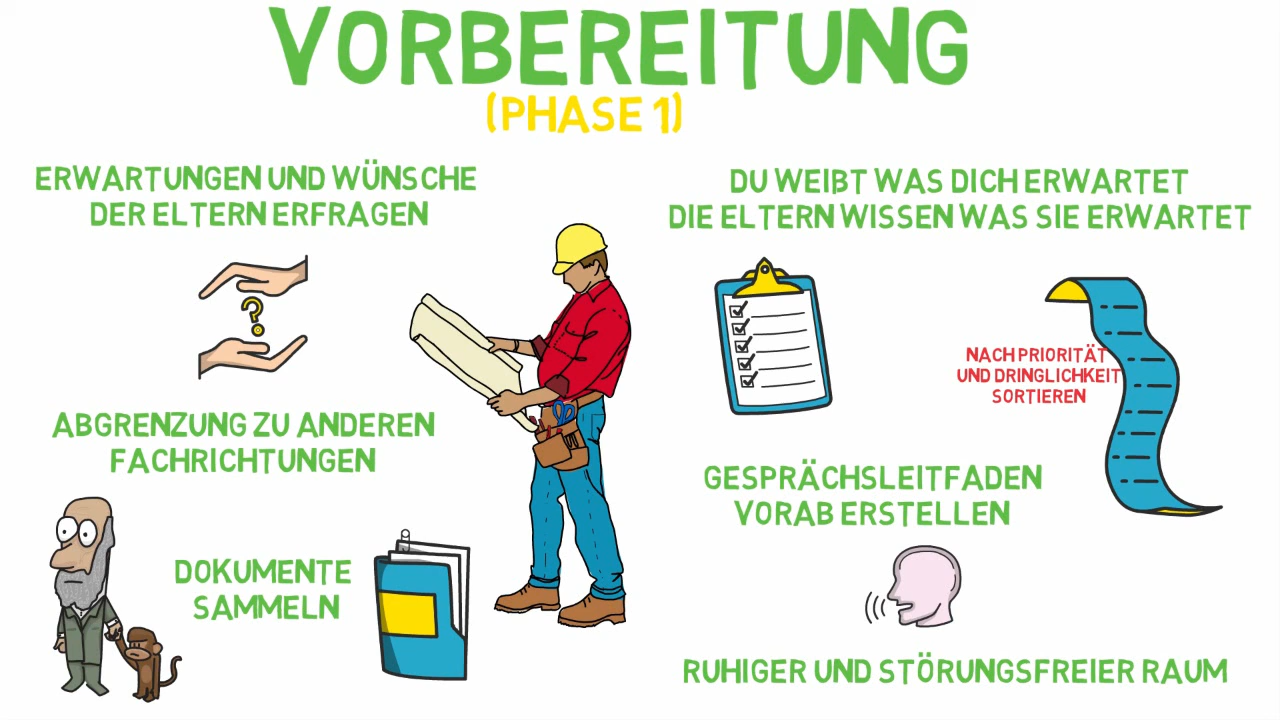 VORBEREITUNG
(PHASE 1)
ERWARTUNGEN UND WÜNSCHE
DER ELTERN ERFRAGEN
?
ABGRENZUNG ZU ANDEREN
FACHRICHTUNGEN
DOKUMENTE
SAMMELN
DU WEIBT WAS DICH ERWARTET
DIE ELTERN WISSEN WAS SIE ERWARTET
NACH PRIORITÄT
UND DRINGLICHKEIT
SORTIEREN
GESPRÄCHSLEITFADEN
VORAB ERSTELLEN
RUHIGER UND STÖRUNGSFREIER RAUM